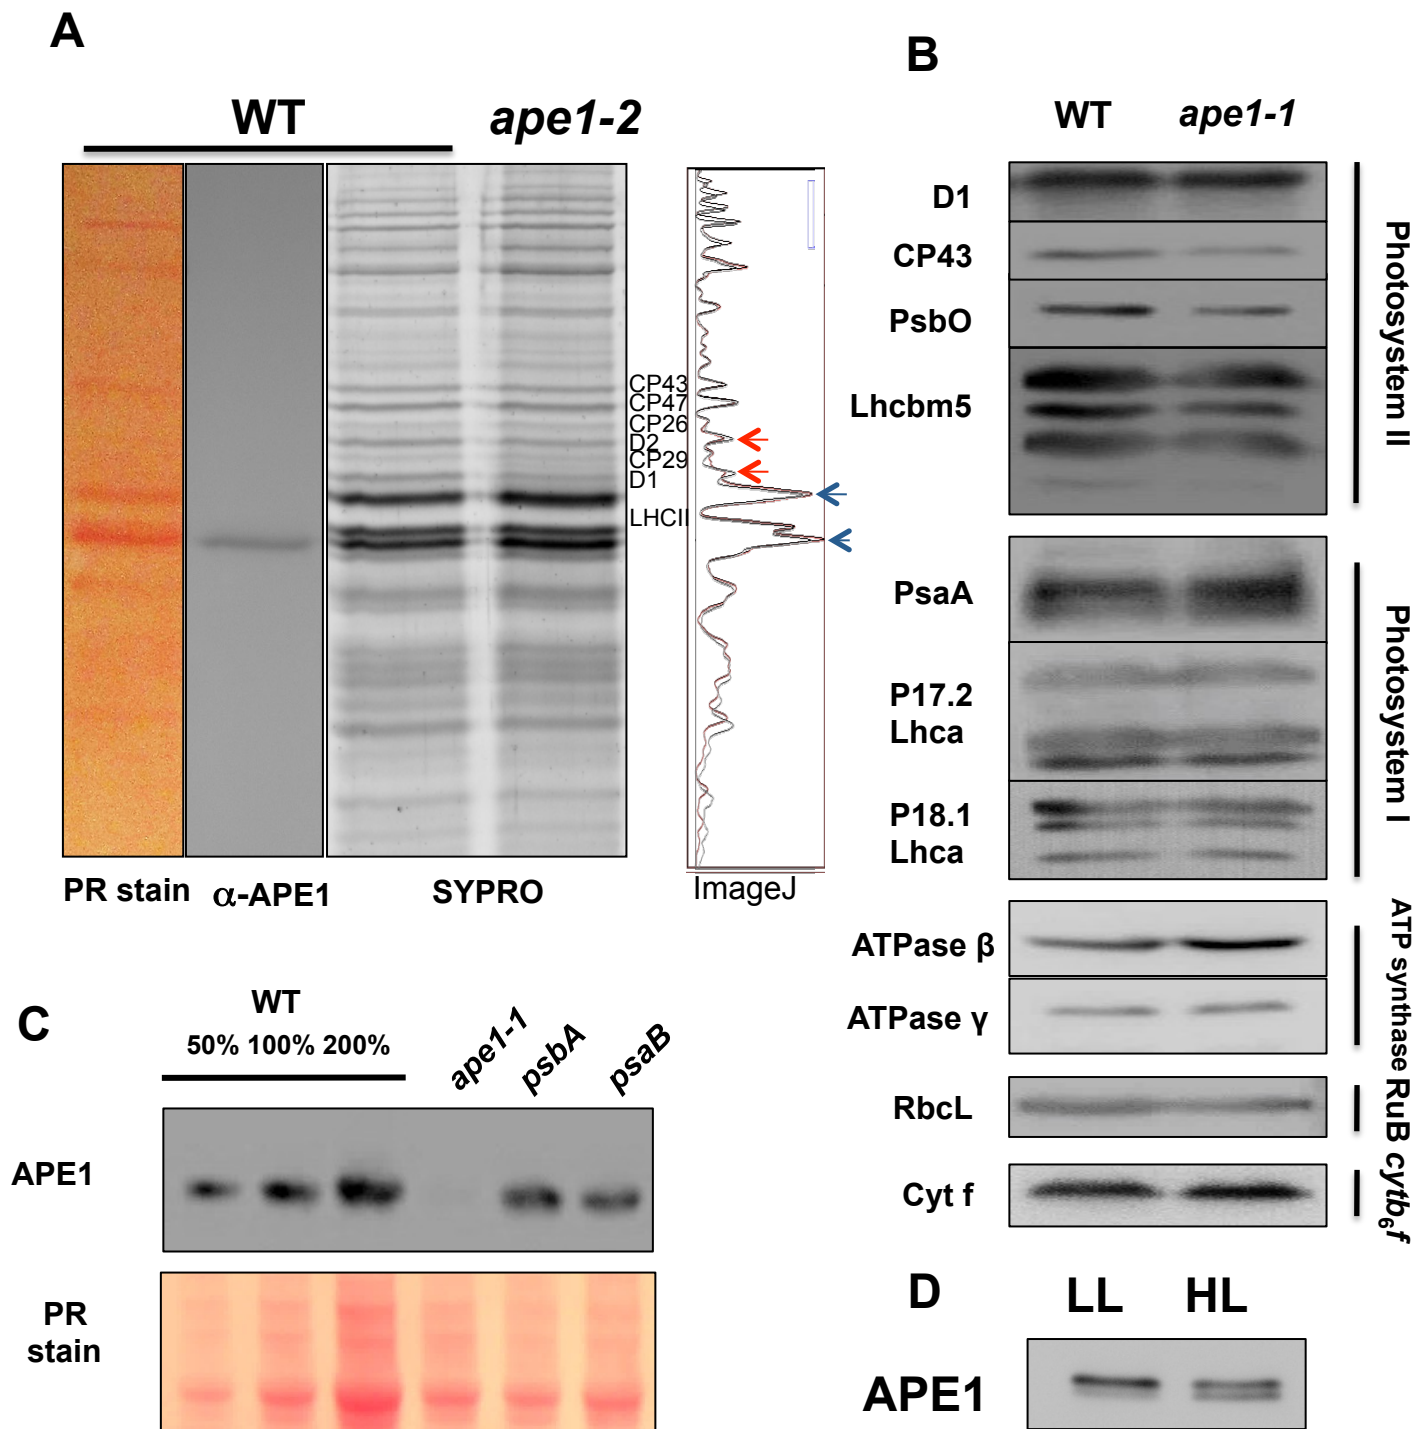 A
WT
ape1-2
CP43
CP47
CP26
D2
CP29
D1
LHCII
PR stain
α-APE1
SYPRO
ImageJ
B
WT
ape1-1
D1
CP43
PsbO
Lhcbm5
Photosystem II
PsaA
P17.2
Lhca
P18.1
Lhca
Photosystem I
ATPase β
ATPase γ
ATP synthase
RbcL
RuB
Cyt f
cytb6f
C
WT
50% 100% 200%
ape1-1
psbA
psaB
APE1
PR
stain
D
LL
HL
APE1